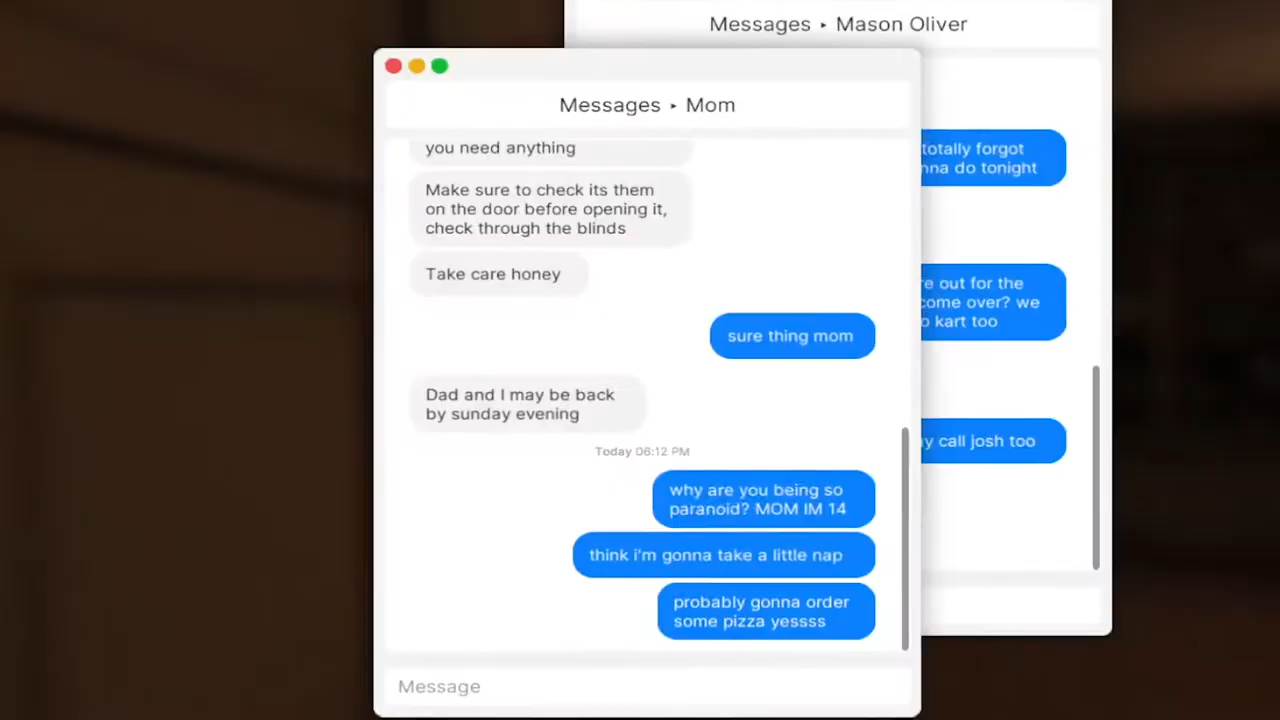 Messages ▸ Mason Oliver
totally forgot
nna do tonight
e out for the
come over? we
kart too
call josh too
Messages ▸ Mom
you need anything
Make sure to check its them
on the door before opening it,
check through the blinds
Take care honey
sure thing mom
Dad and I may be back
by sunday evening
Today 06:12 PM
why are you being so
paranoid? MOM IM 14
think i'm gonna take a little nap
probably gonna order
some pizza yessss
Message